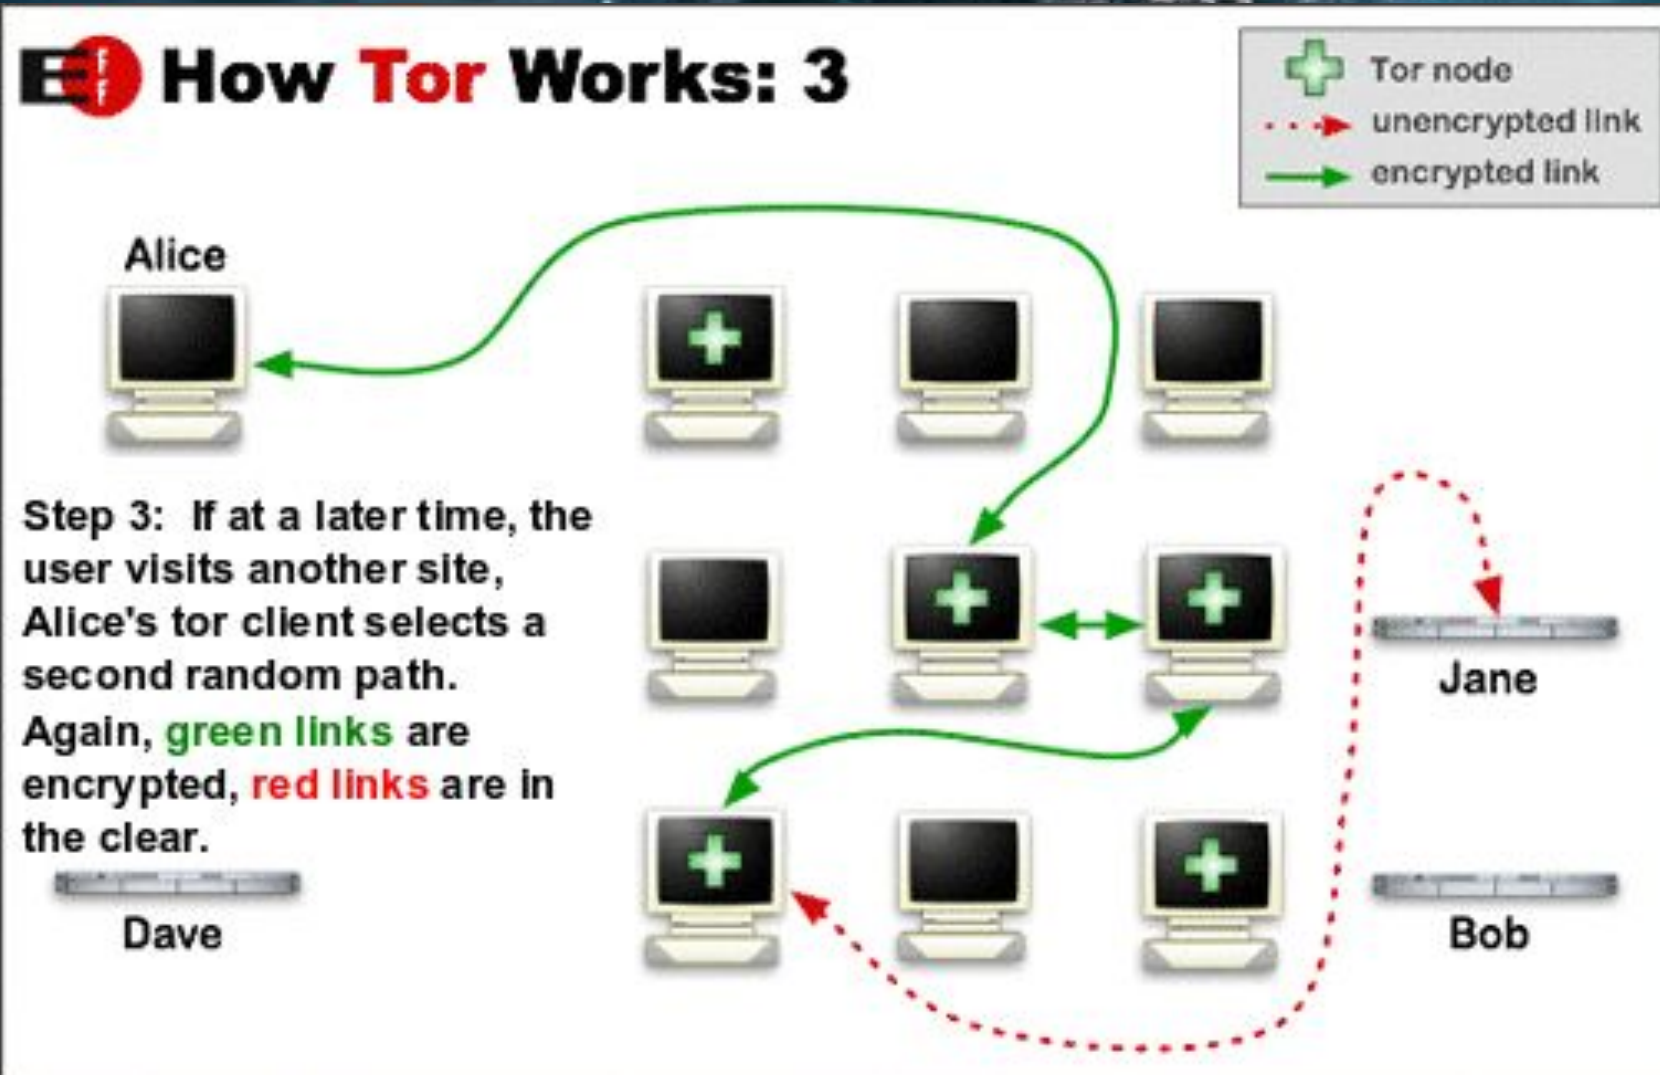 EFF How Tor Works: 3
Tor node
unencrypted link
encrypted link
Alice
Step 3: If at a later time, the
user visits another site,
Alice's tor client selects a
second random path.
Again, green links are
encrypted, red links are in
the clear.
Jane
Dave
Bob